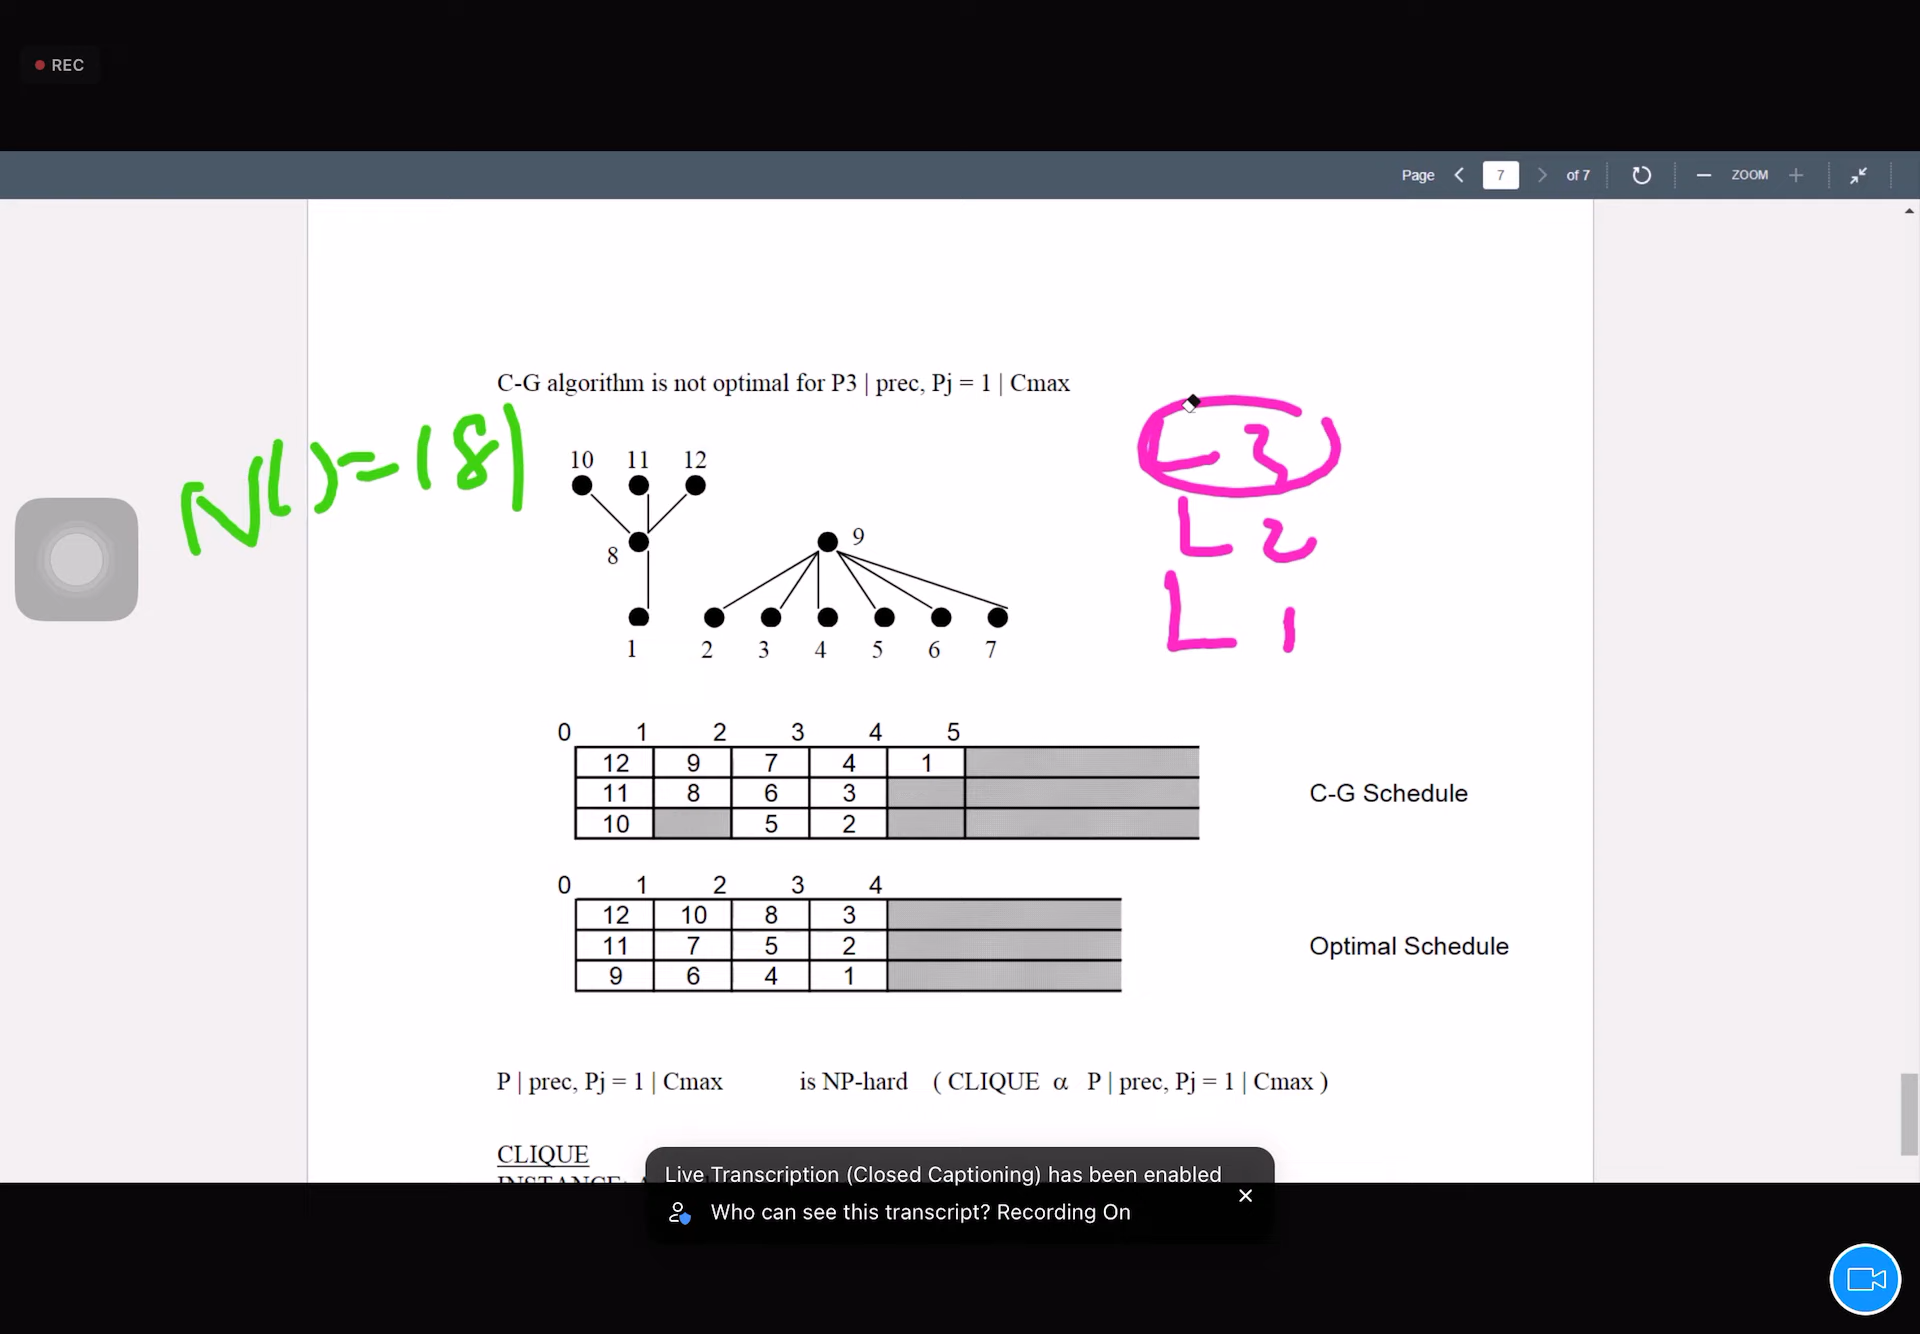 REC
Page 7 of 7 ZOOM
C-G algorithm is not optimal for P3 | prec, Pj = 1 | Cmax
N( ) = (8)
L3
L2
L1
10 11 12
8 9
1 2 3 4 5 6 7
0 1 2 3 4 5
12 9 7 4 1
11 8 6 3
10 5 2
C-G Schedule
0 1 2 3 4
12 10 8 3
11 7 5 2
9 6 4 1
Optimal Schedule
P | prec, Pj = 1 | Cmax is NP-hard ( CLIQUE α P | prec, Pj = 1 | Cmax )
CLIQUE
INSTANCE:
Live Transcription (Closed Captioning) has been enabled
Who can see this transcript? Recording On